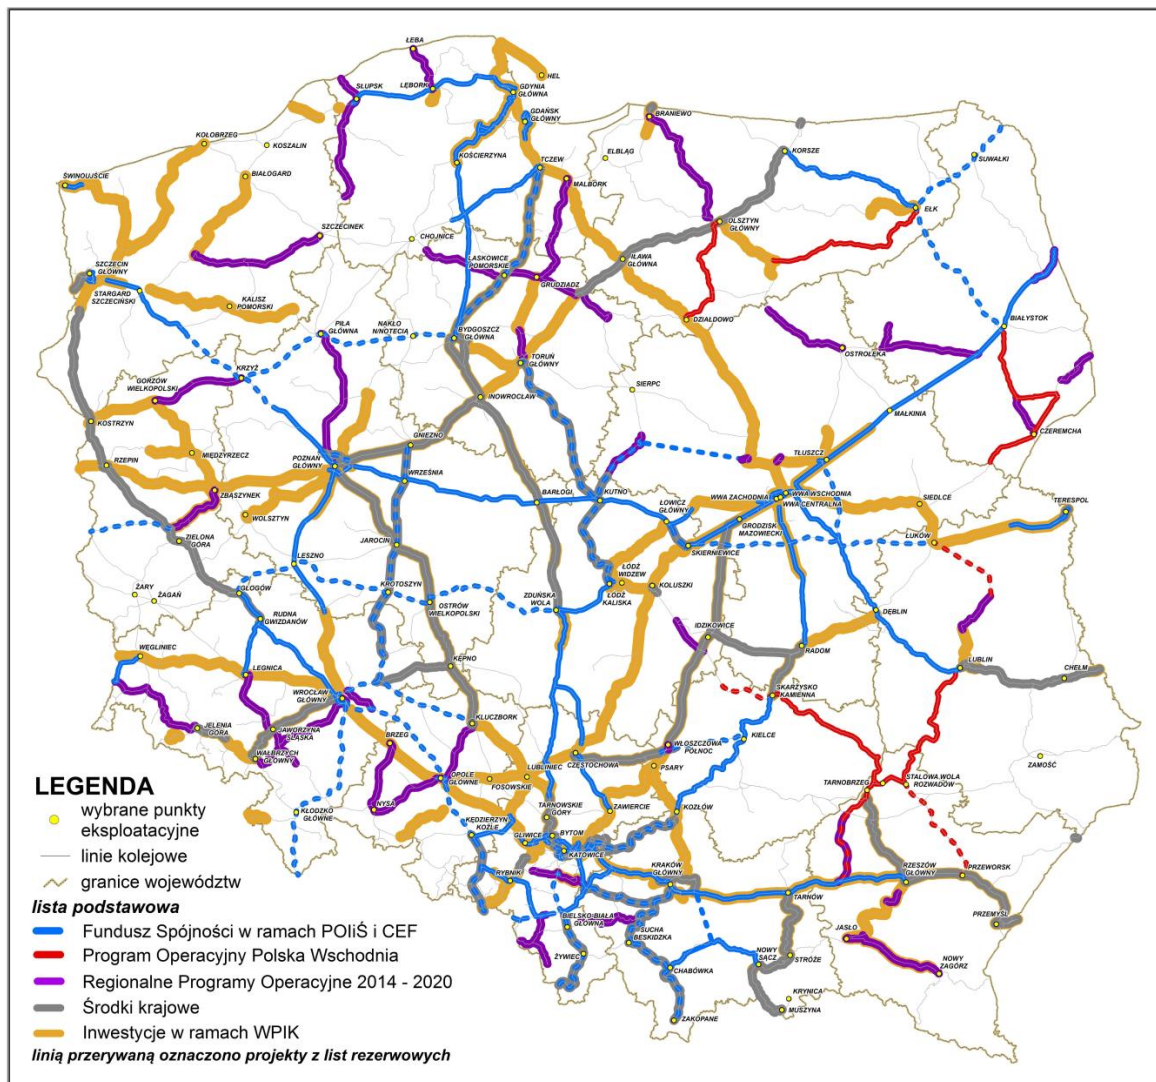 ŁEBA
HEL
SŁUPSK
LĘBORK
GDYNIA
GŁÓWNA
GDAŃSK
GŁÓWNY
BRANIEWO
KOŁOBRZEG
KOSZALIN
KORSZE
ELBLĄG
SUWAŁKI
KOŚCIERZYNA
TCZEW
ŚWINOUJŚCIE
BIAŁOGARD
MALBORK
EŁK
SZCZECINEK
OLSZTYN
GŁÓWNY
CHOJNICE
IŁAWA
GŁÓWNA
SZCZECIN
GŁÓWNY
LASKOWICE
POMORSKIE
GRUDZIĄDZ
STARGARD
SZCZECIŃSKI
KALISZ
POMORSKI
DZIAŁDOWO
PIŁA
GŁÓWNA
NAKŁO
N/NOTECIĄ
BYDGOSZCZ
GŁÓWNA
BIAŁYSTOK
OSTROŁĘKA
TORUŃ
GŁÓWNY
KRZYŻ
GORZÓW
WIELKOPOLSKI
SIERPC
INOWROCŁAW
MAŁKINIA
KOSTRZYN
CZEREMCHA
GNIEZNO
MIĘDZYRZECZ
TŁUSZCZ
RZEPIN
POZNAŃ
GŁÓWNY
WRZEŚNIA
ZBĄSZYNEK
BARŁOGI
KUTNO
WWA ZACHODNIA
WWA WSCHODNIA
WWA CENTRALNA
SIEDLCE
TERESPOL
ŁOWICZ
GŁÓWNY
WOLSZTYN
GRODZISK
MAZOWIECKI
ZIELONA
GÓRA
JAROCIN
SKIERNIEWICE
ŁUKÓW
LESZNO
ŁÓDŹ
WIDZEW
KOLUSZKI
ŁÓDŹ
KALISKA
ŻARY
ŻAGAŃ
GŁOGÓW
KROTOSZYN
OSTRÓW
WIELKOPOLSKI
ZDUŃSKA
WOLA
RUDNA
GWIZDANÓW
DĘBLIN
IDZIKOWICE
RADOM
WĘGLINIEC
LEGNICA
KĘPNO
LUBLIN
CHEŁM
WROCŁAW
GŁÓWNY
SKARŻYSKO
KAMIENNA
JELENIA
GÓRA
JAWORZYNA
ŚLĄSKA
KLUCZBORK
BRZEG
KIELCE
WŁOSZCZOWA
PÓŁNOC
WAŁBRZYCH
GŁÓWNY
CZĘSTOCHOWA
LUBLINIEC
ZAMOŚĆ
OPOLE
GŁÓWNE
FOSOWSKIE
PSARY
TARNOBRZEG
STALOWA WOLA
ROZWADÓW
NYSA
KŁODZKO
GŁÓWNE
TARNOWSKIE
GÓRY
ZAWIERCIE
KOZŁÓW
KĘDZIERZYN
KOŹLE
GLIWICE
BYTOM
KATOWICE
RYBNIK
KRAKÓW
GŁÓWNY
TARNÓW
RZESZÓW
GŁÓWNY
PRZEWORSK
PRZEMYŚL
BIELSKO-BIAŁA
GŁÓWNA
SUCHA
BESKIDZKA
ŻYWIEC
NOWY
SĄCZ
STRÓŻE
JASŁO
NOWY
ZAGÓRZ
CHABÓWKA
KRYNICA
MUSZYNA
ZAKOPANE
LEGENDA
wybrane punkty
eksploatacyjne
linie kolejowe
granice województw
lista podstawowa
Fundusz Spójności w ramach POIiŚ i CEF
Program Operacyjny Polska Wschodnia
Regionalne Programy Operacyjne 2014 - 2020
Środki krajowe
Inwestycje w ramach WPIK
linią przerywaną oznaczono projekty z list rezerwowych